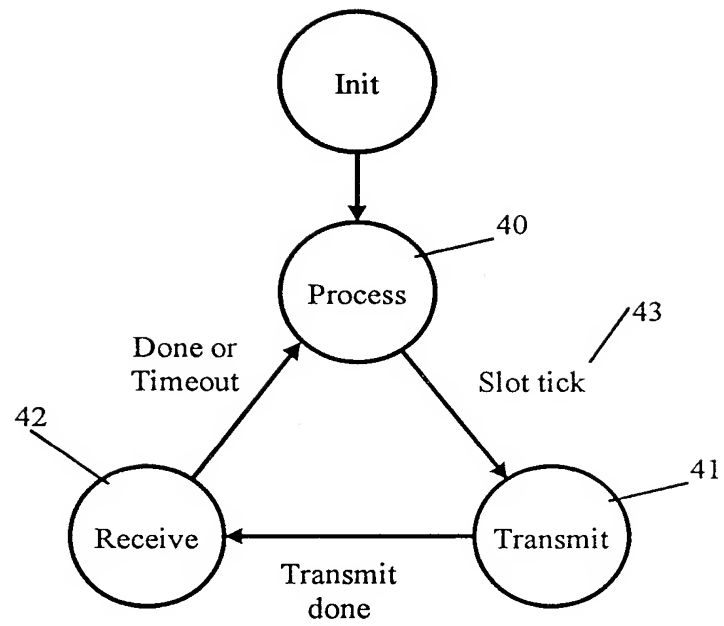 Init
40
Process
43
Done or
Timeout
Slot tick
42
41
Receive
Transmit
Transmit
done